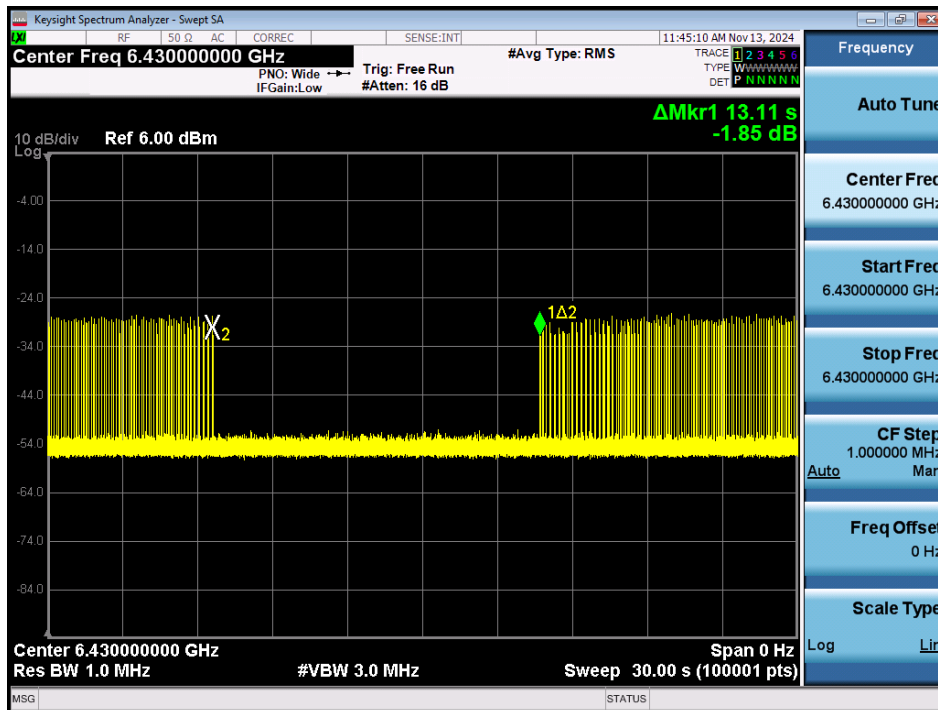 Keysight Spectrum Analyzer - Swept SA
LXI
RF
50 Ω
AC
CORREC
SENSE:INT
11:45:10 AM Nov 13, 2024
Center Freq 6.430000000 GHz
PNO: Wide
IFGain:Low
Trig: Free Run
#Atten: 16 dB
#Avg Type: RMS
TRACE 1 2 3 4 5 6
TYPE WWWWWW
DET P N N N N N
ΔMkr1 13.11 s
-1.85 dB
10 dB/div
Log
Ref 6.00 dBm
-4.00
-14.0
-24.0
-34.0
-44.0
-54.0
-64.0
-74.0
-84.0
X2
1Δ2
Center 6.430000000 GHz
Span 0 Hz
Res BW 1.0 MHz
#VBW 3.0 MHz
Sweep 30.00 s (100001 pts)
MSG
STATUS
Frequency
Auto Tune
Center Freq
6.430000000 GHz
Start Freq
6.430000000 GHz
Stop Freq
6.430000000 GHz
CF Step
1.000000 MHz
Auto
Man
Freq Offset
0 Hz
Scale Type
Log
Lin